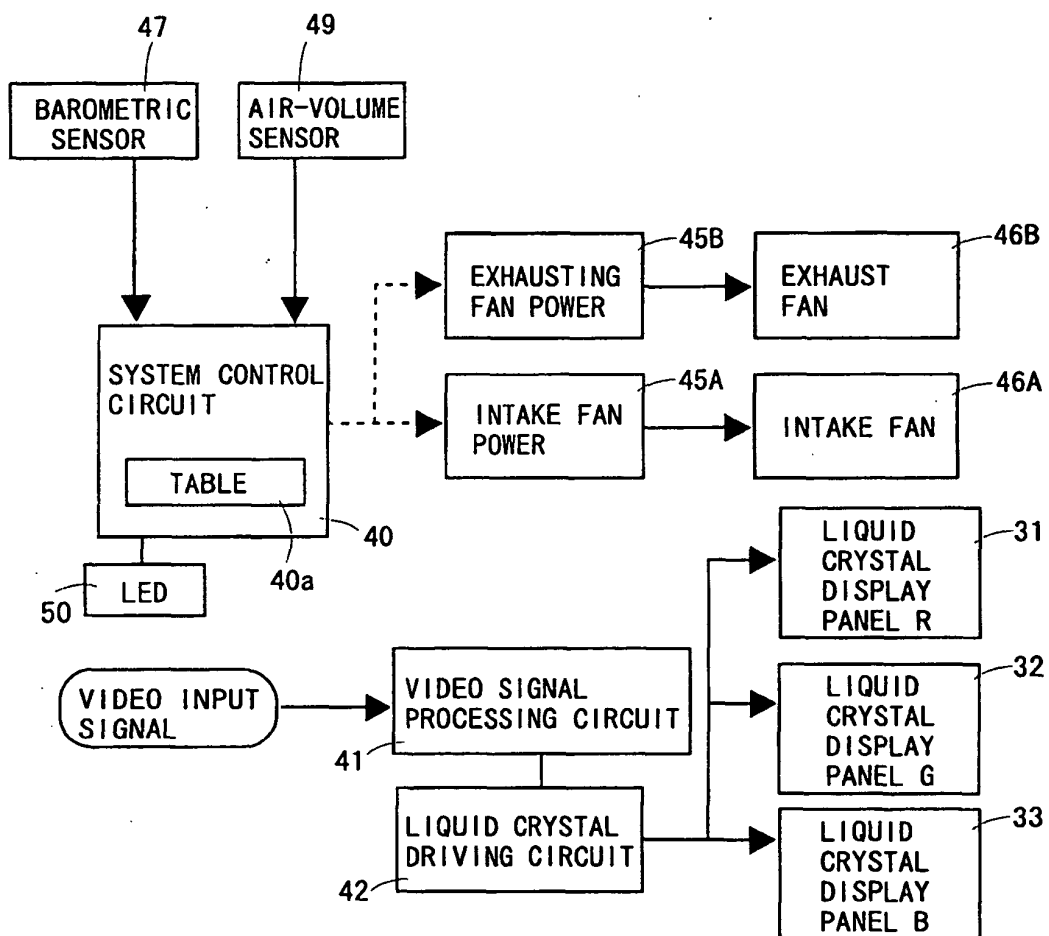 47
49
BAROMETRIC
SENSOR
AIR-VOLUME
SENSOR
45B
46B
EXHAUSTING
FAN POWER
EXHAUST
FAN
SYSTEM CONTROL
CIRCUIT
45A
46A
INTAKE FAN
POWER
INTAKE FAN
TABLE
40
40a
LED
50
31
LIQUID
CRYSTAL
DISPLAY
PANEL R
VIDEO INPUT
SIGNAL
VIDEO SIGNAL
PROCESSING CIRCUIT
41
32
LIQUID
CRYSTAL
DISPLAY
PANEL G
LIQUID CRYSTAL
DRIVING CIRCUIT
42
33
LIQUID
CRYSTAL
DISPLAY
PANEL B